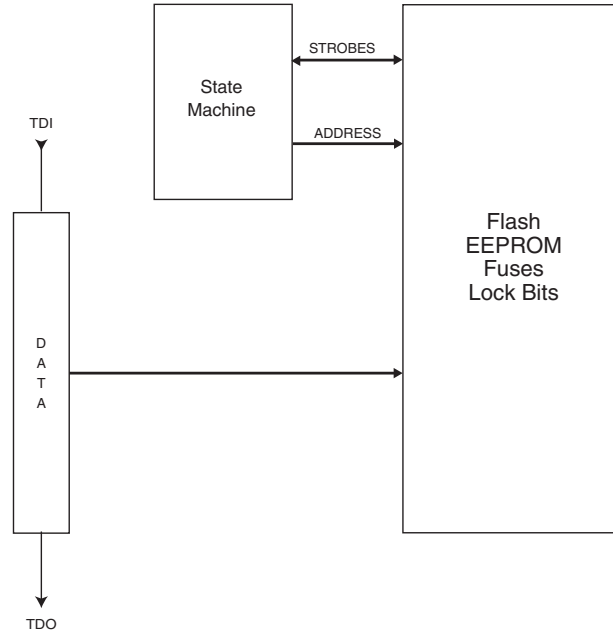 STROBES
State
Machine
ADDRESS
TDI
Flash
EEPROM
Fuses
Lock Bits
D
A
T
A
TDO